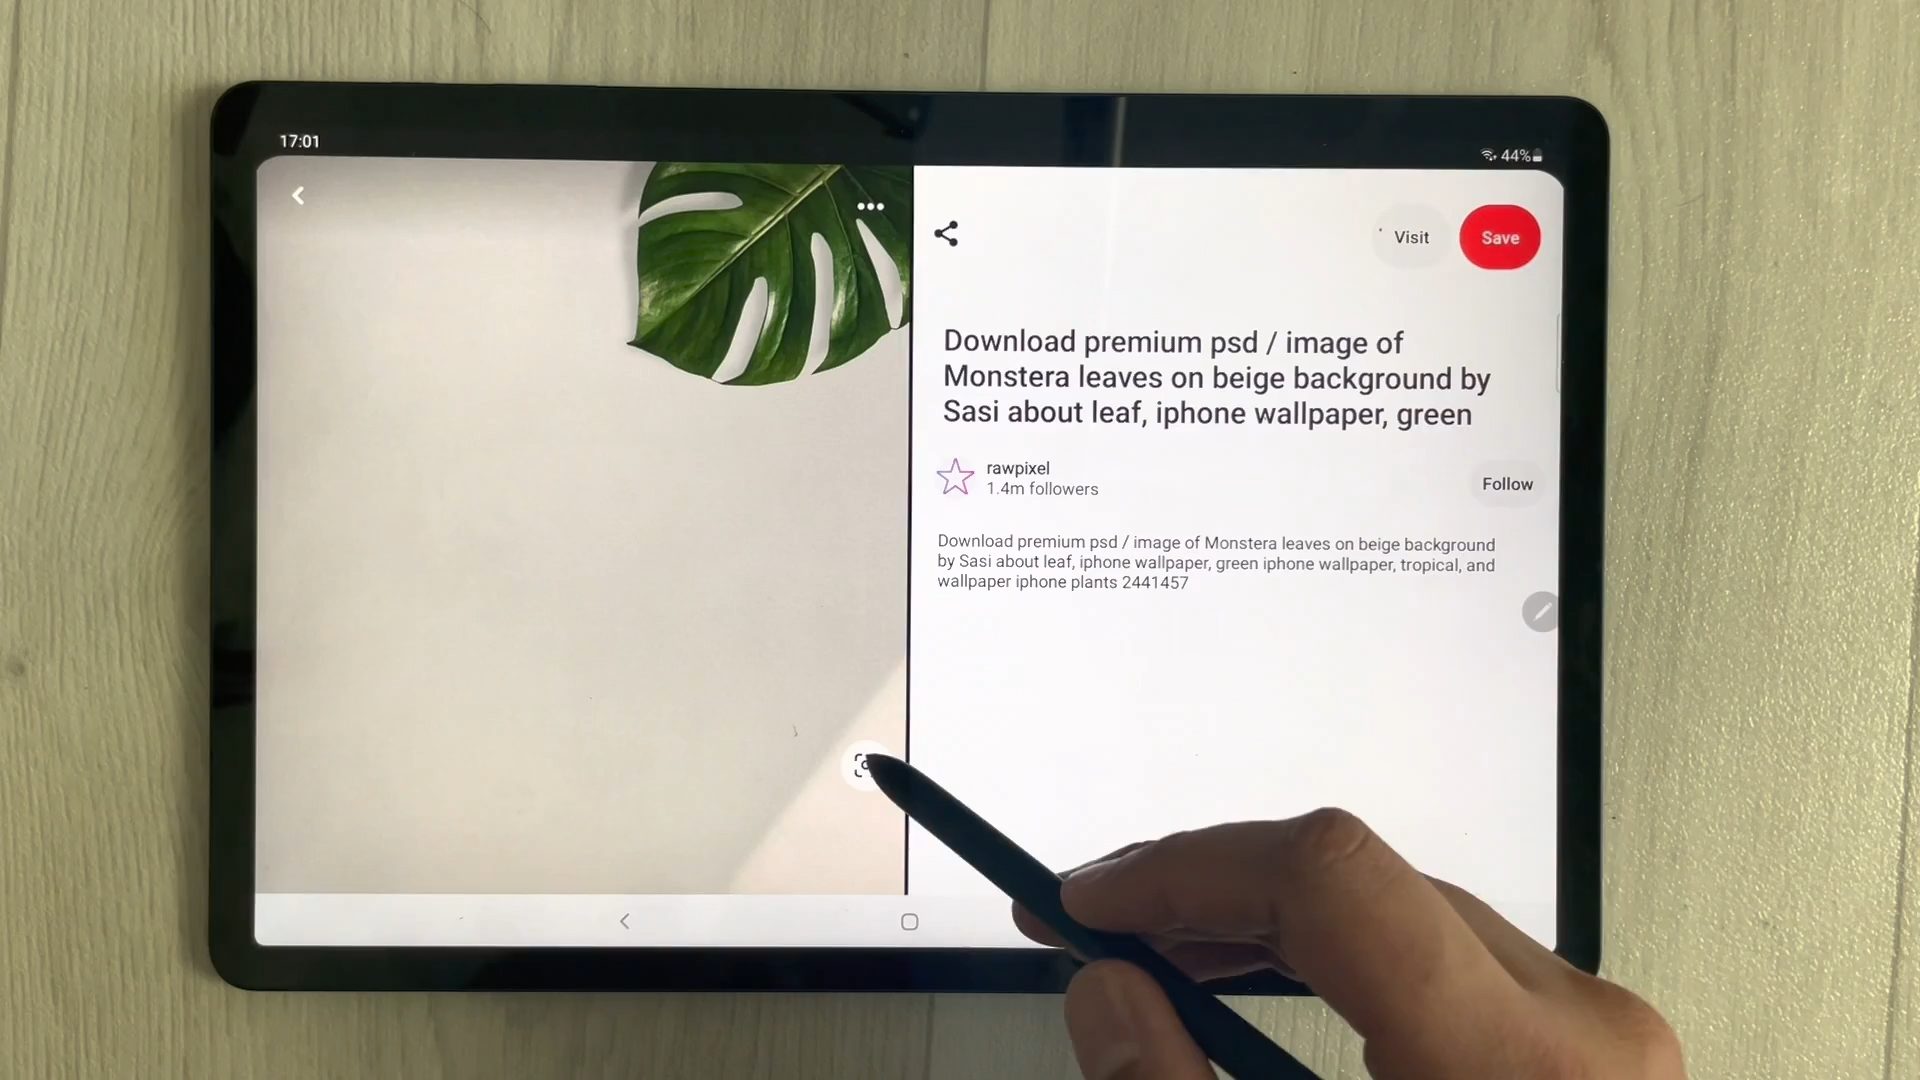 17:01
44%
Visit
Save
Download premium psd / image of
Monstera leaves on beige background by
Sasi about leaf, iphone wallpaper, green
rawpixel
1.4m followers
Follow
Download premium psd / image of Monstera leaves on beige background
by Sasi about leaf, iphone wallpaper, green iphone wallpaper, tropical, and
wallpaper iphone plants 2441457